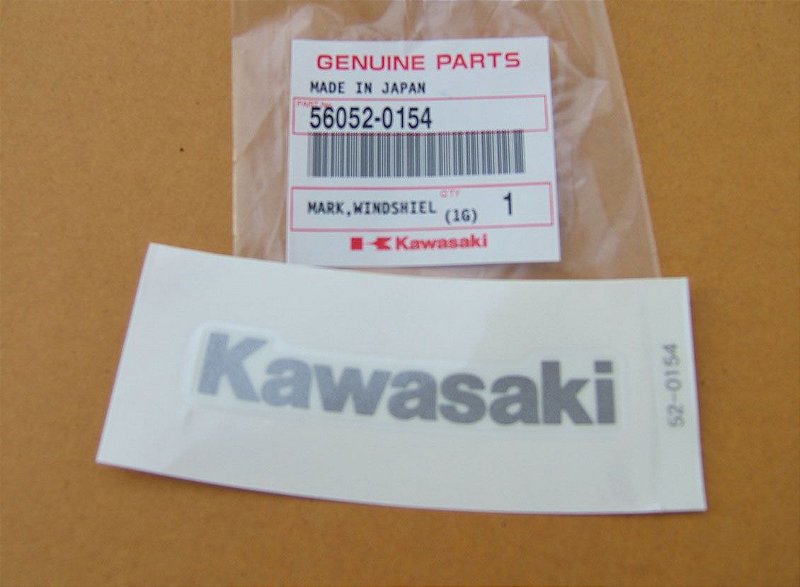 GENUINE PARTS
MADE IN JAPAN
PART No.
56052-0154
QTY
MARK,WINDSHIEL (1G) 1
Kawasaki
Kawasaki
52-0154